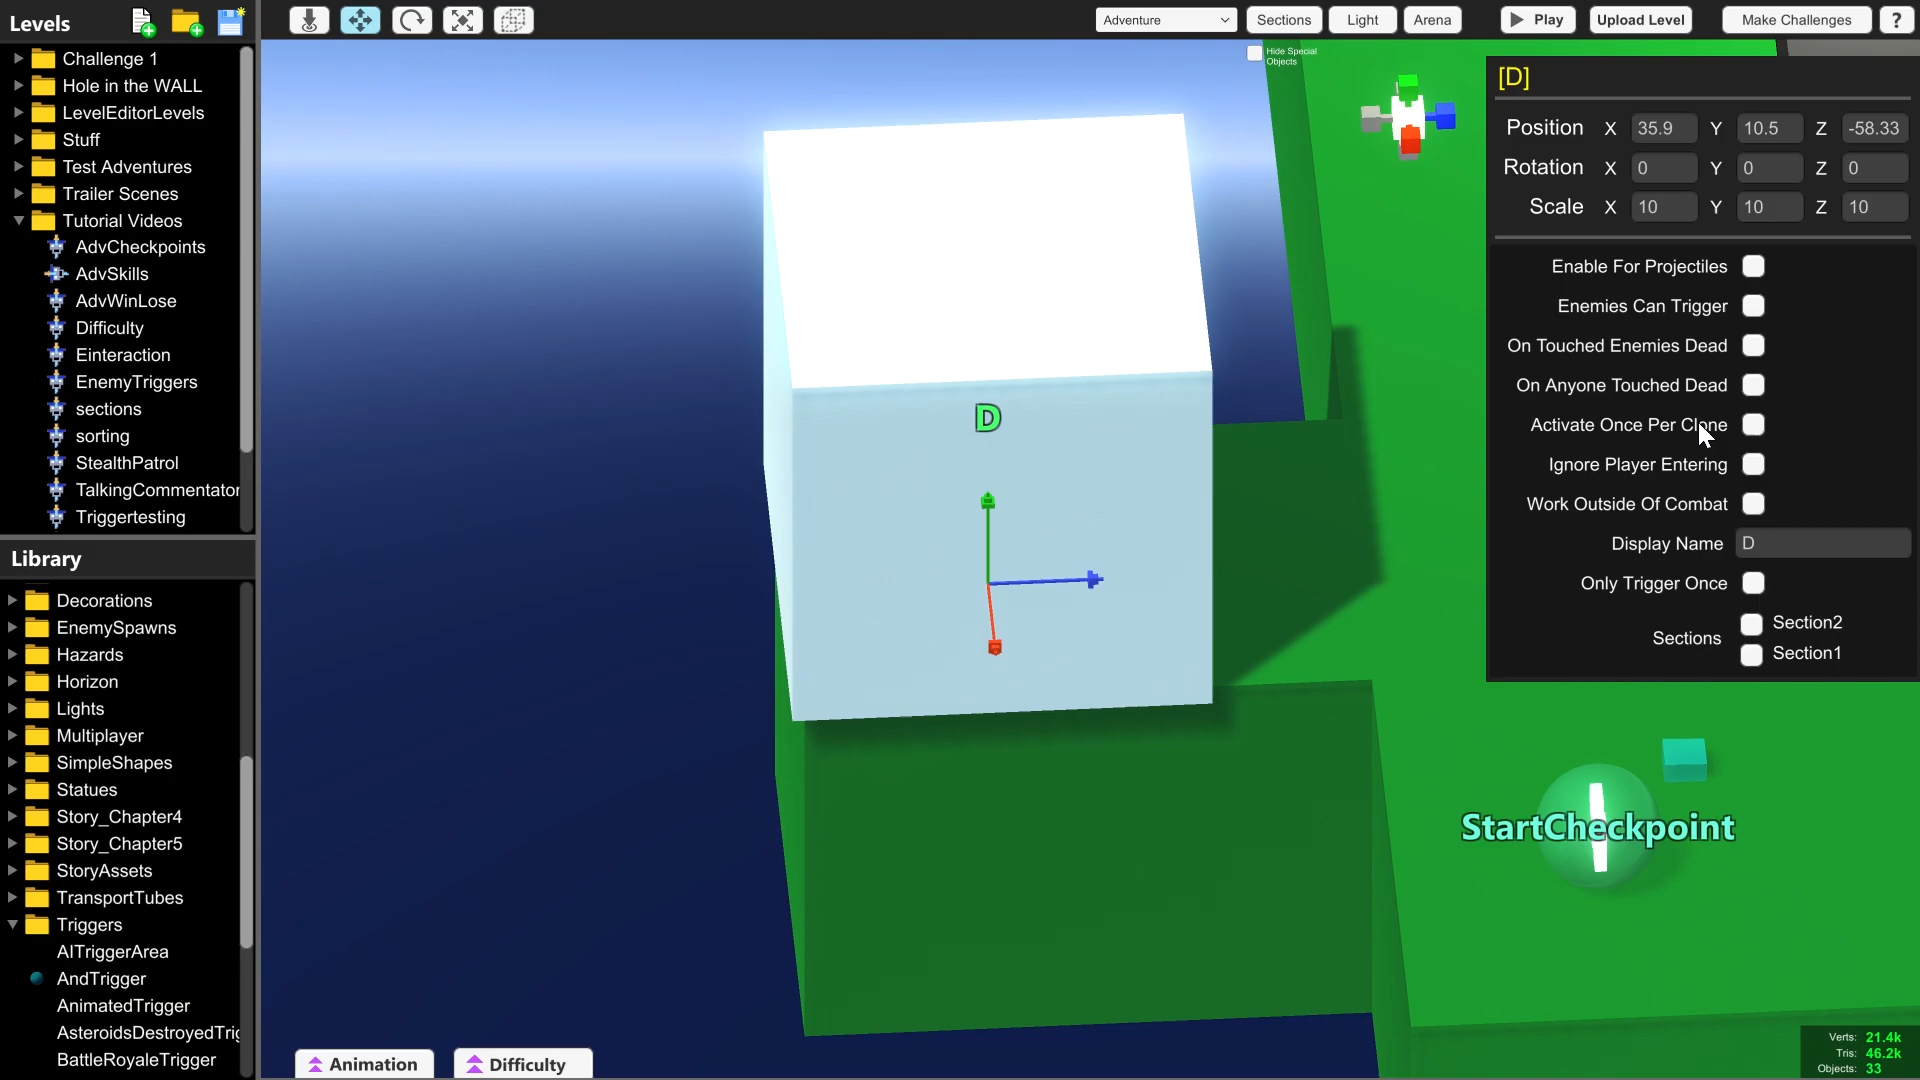 Levels
Challenge 1
Hole in the WALL
LevelEditorLevels
Stuff
Test Adventures
Trailer Scenes
Tutorial Videos
AdvCheckpoints
AdvSkills
AdvWinLose
Difficulty
Einteraction
EnemyTriggers
sections
sorting
StealthPatrol
TalkingCommentator
Triggertesting
Library
Decorations
EnemySpawns
Hazards
Horizon
Lights
Multiplayer
SimpleShapes
Statues
Story_Chapter4
Story_Chapter5
StoryAssets
TransportTubes
Triggers
AITriggerArea
AndTrigger
AnimatedTrigger
AsteroidsDestroyedTrig
BattleRoyaleTrigger
Adventure
Sections
Light
Arena
Play
Upload Level
Make Challenges
?
Hide Special
Objects
D
StartCheckpoint
Animation
Difficulty
[D]
Position X 35.9 Y 10.5 Z -58.33
Rotation X 0 Y 0 Z 0
Scale X 10 Y 10 Z 10
Enable For Projectiles
Enemies Can Trigger
On Touched Enemies Dead
On Anyone Touched Dead
Activate Once Per Clone
Ignore Player Entering
Work Outside Of Combat
Display Name D
Only Trigger Once
Sections
Section2
Section1
Verts: 21.4k
Tris: 46.2k
Objects: 33